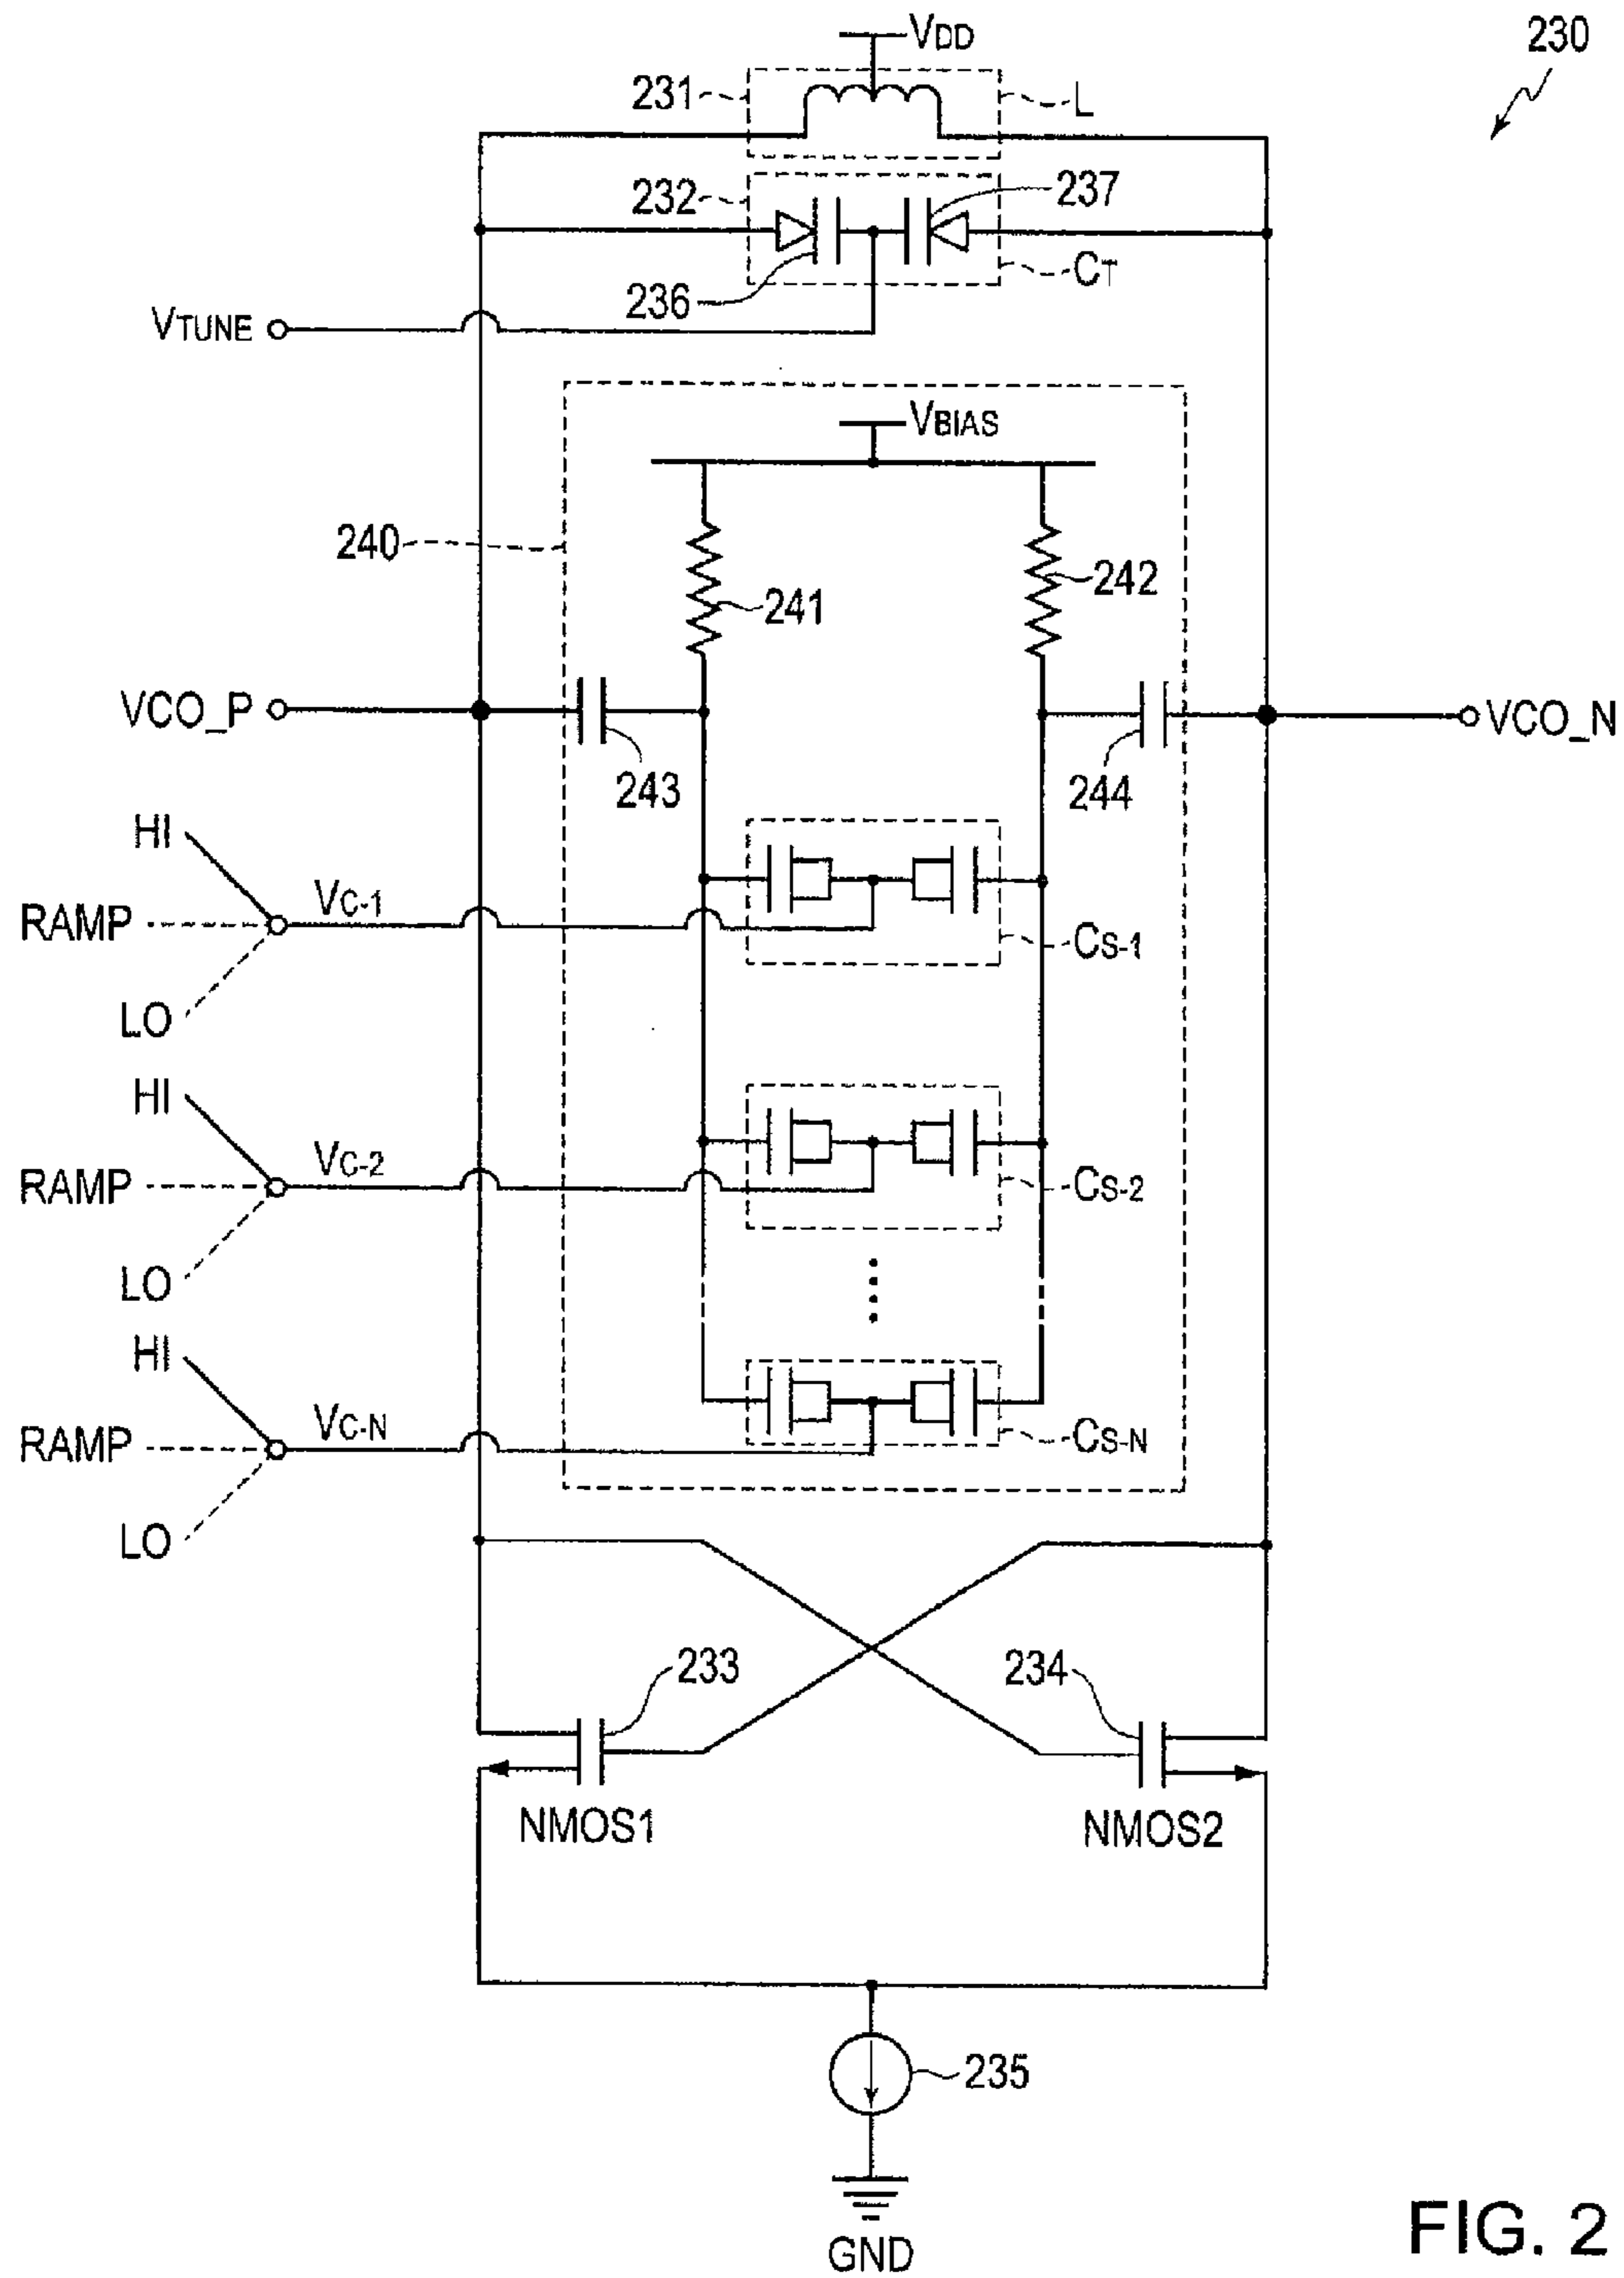 VDD
230
231
L
232
237
236
CT
VTUNE
VBIAS
240
241
242
VCO_P
VCO_N
243
244
HI
RAMP
VC-1
CS-1
LO
HI
RAMP
VC-2
CS-2
LO
HI
RAMP
VC-N
CS-N
LO
233
234
NMOS1
NMOS2
235
GND
FIG. 2